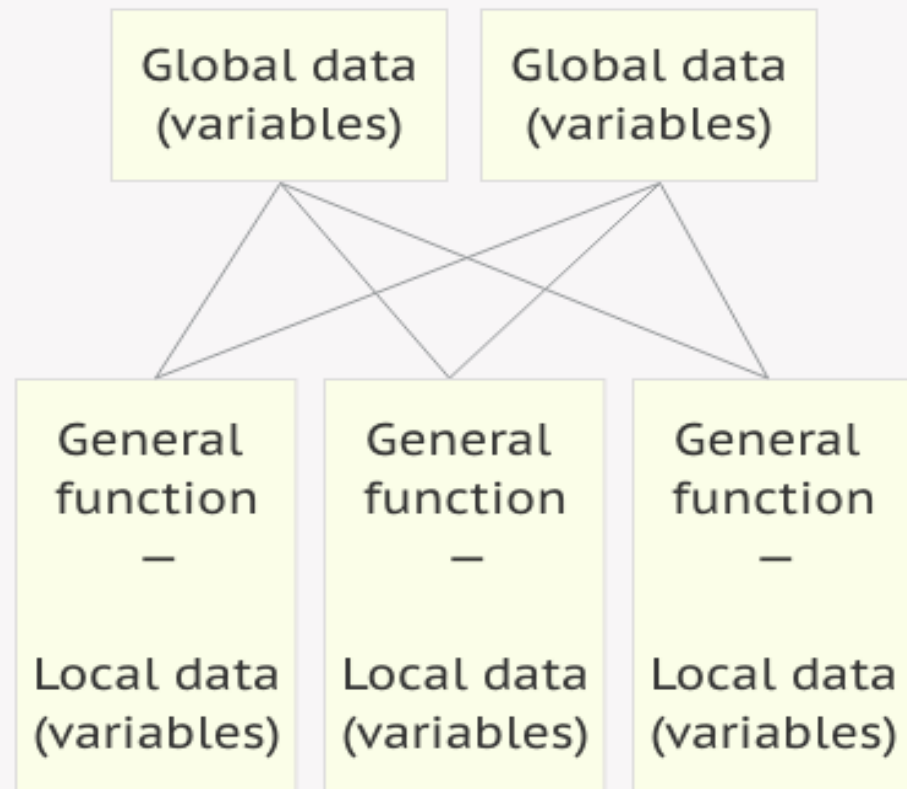 Global data
(variables)
Global data
(variables)
General
function
–
Local data
(variables)
General
function
–
Local data
(variables)
General
function
–
Local data
(variables)